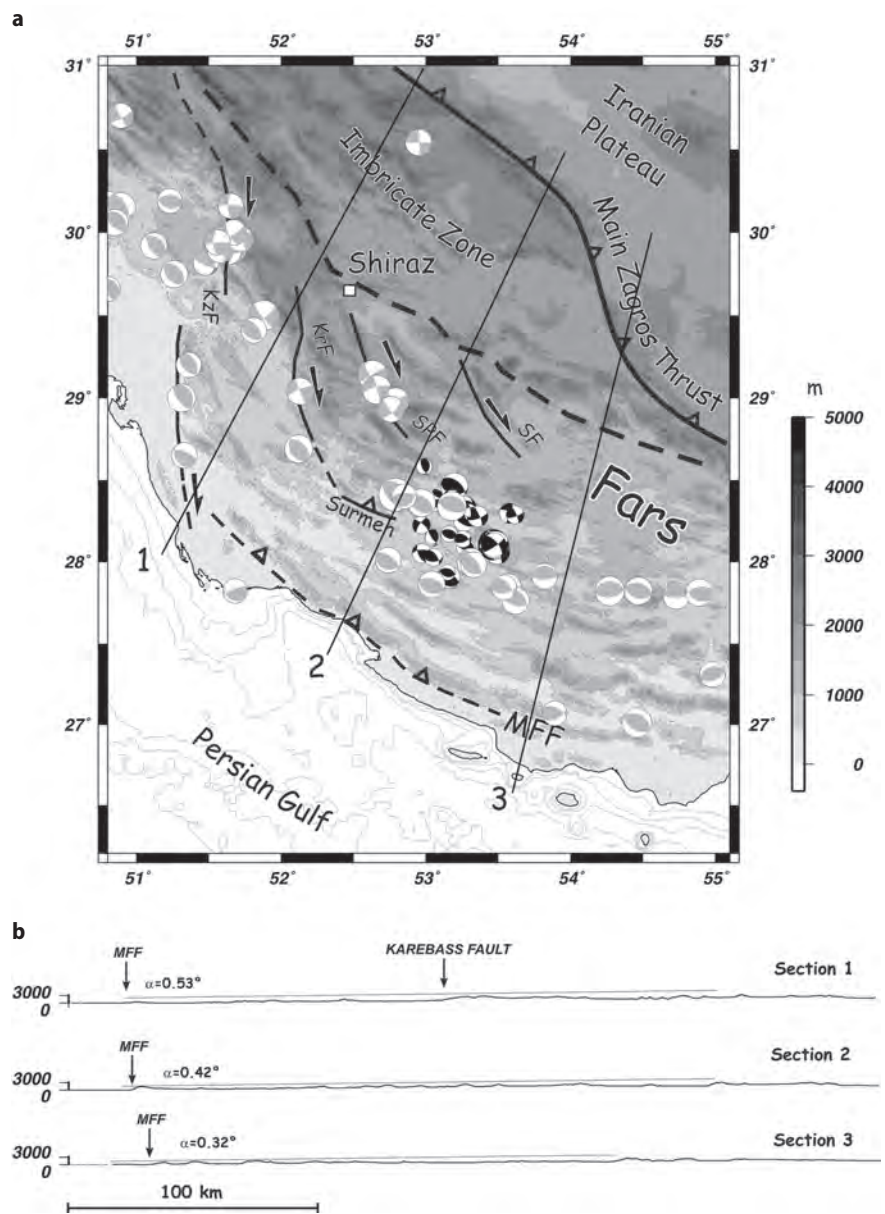 a
51° 52° 53° 54° 55°
31° 31°
Iranian
Plateau
Imbricate Zone
30° 30°
Main Zagros Thrust
Shiraz
KzF
KrF
m
29° 29°
SPF
SF
5000
Fars
4000
Surmeh
3000
28° 28°
1
2000
2
1000
27° 27°
MFF
0
3
Persian Gulf
51° 52° 53° 54° 55°
b
MFF KAREBASS FAULT
Section 1
α=0.53°
3000
0
MFF
Section 2
α=0.42°
3000
0
MFF
Section 3
α=0.32°
3000
0
100 km